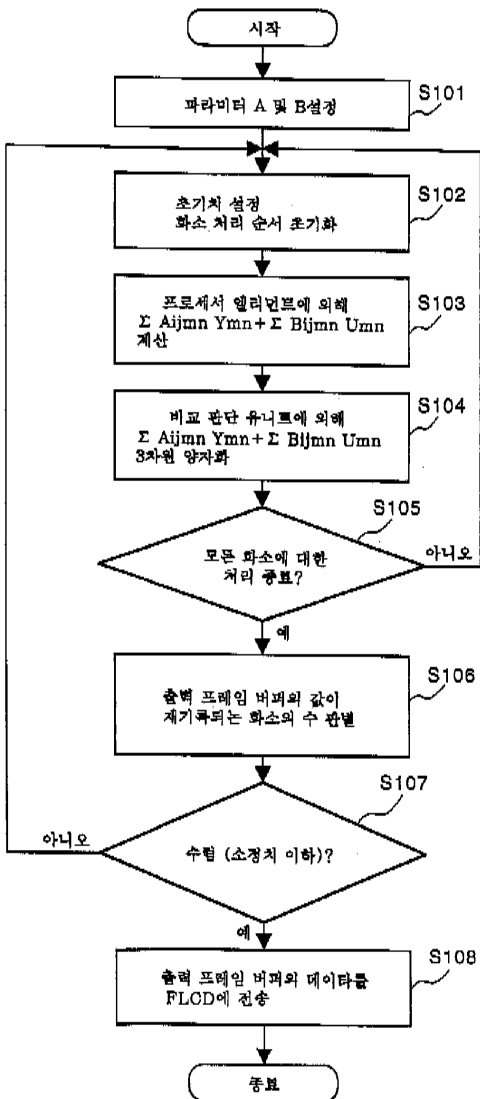 시작
파라미터 A 및 B설정
S101
초기치 설정
화소 처리 순서 초기화
S102
프로세서 엘리먼트에 의해
Σ Aijmn Ymn+Σ Bijmn Umn
계산
S103
비교 판단 유니트에 의해
Σ Aijmn Ymn+Σ Bijmn Umn
3차원 양자화
S104
S105
모든 화소에 대한
처리 종료?
아니오
예
출력 프레임 버퍼의 값이
재기록되는 화소의 수 판별
S106
S107
아니오
수렴 (소정치 이하)?
예
출력 프레임 버퍼의 데이타를
FLCD에 전송
S108
종료